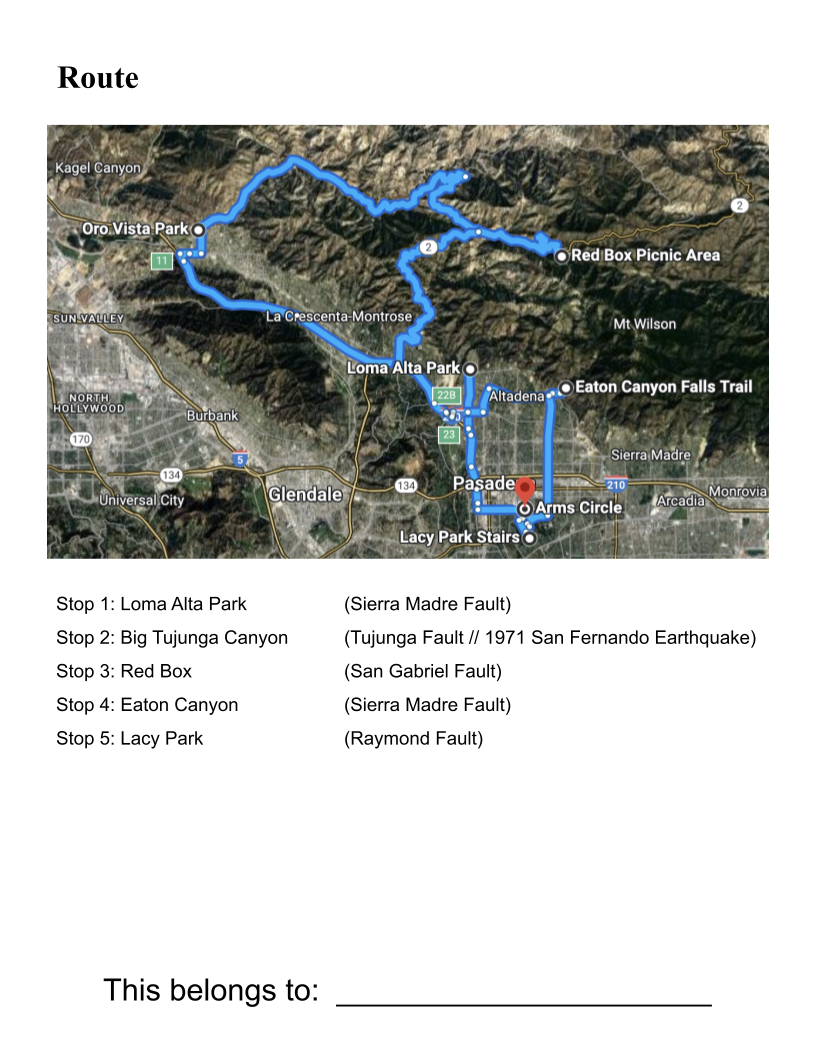 Route
Kagel Canyon
2
Oro Vista Park
2
11
Red Box Picnic Area
SUN VALLEY
La Crescenta-Montrose
Mt Wilson
Loma Alta Park
Eaton Canyon Falls Trail
22B
Altadena
NORTH
HOLLYWOOD
Burbank
23
170
Sierra Madre
5
134
134
Pasade
210
Universal City
Glendale
Arcadia
Monrovia
Arms Circle
Lacy Park Stairs
Stop 1: Loma Alta Park (Sierra Madre Fault)
Stop 2: Big Tujunga Canyon (Tujunga Fault // 1971 San Fernando Earthquake)
Stop 3: Red Box (San Gabriel Fault)
Stop 4: Eaton Canyon (Sierra Madre Fault)
Stop 5: Lacy Park (Raymond Fault)
This belongs to: